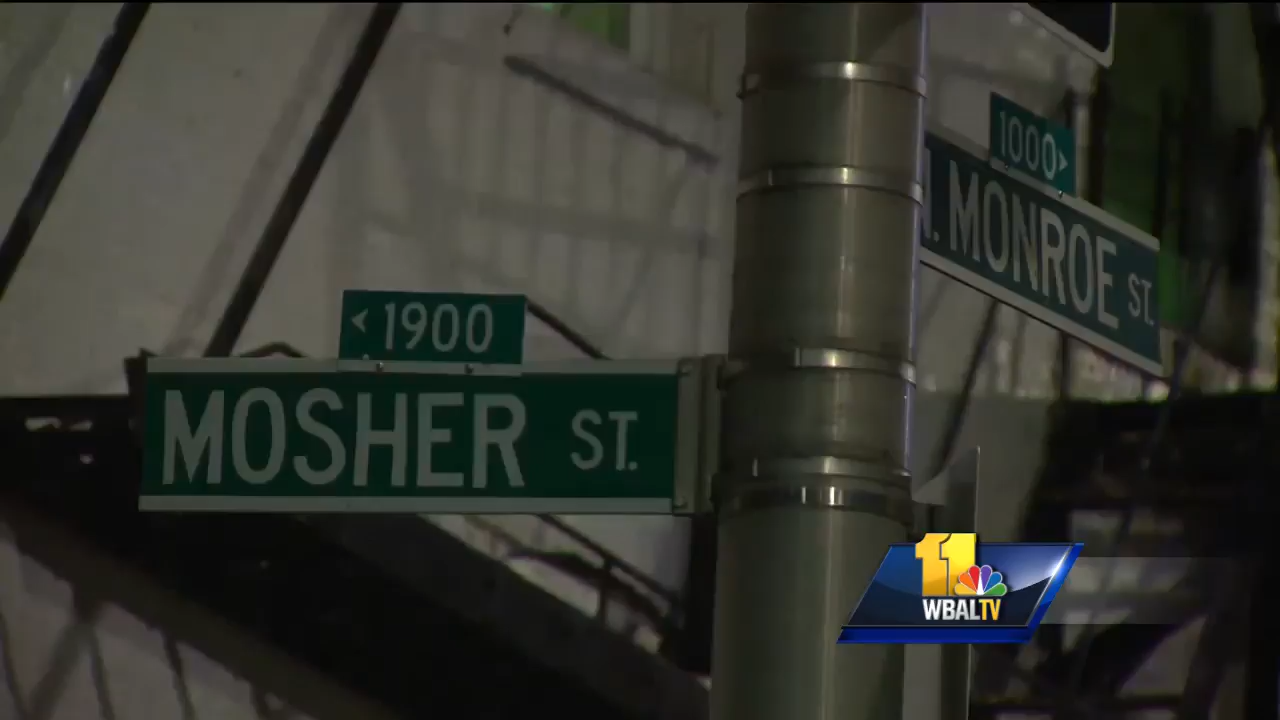 < 1900
MOSHER ST.
1000 >
N. MONROE ST.
11
WBALTV